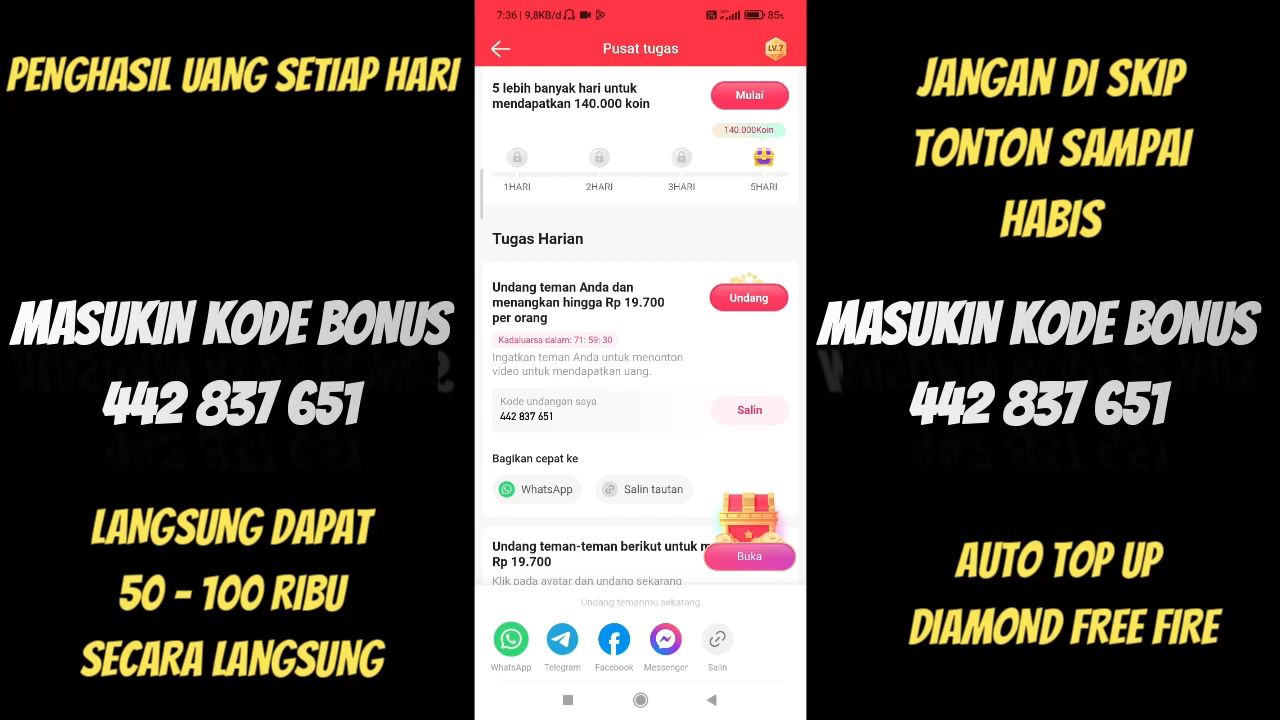 PENGHASIL UANG SETIAP HARI
MASUKIN KODE BONUS
442 837 651
LANGSUNG DAPAT
50 - 100 RIBU
SECARA LANGSUNG
7:36 | 9,8KB/d
85%
Pusat tugas
LV.7
5 lebih banyak hari untuk
mendapatkan 140.000 koin
Mulai
140.000Koin
1HARI
2HARI
3HARI
5HARI
Tugas Harian
Undang teman Anda dan
menangkan hingga Rp 19.700
per orang
Undang
Kadaluarsa dalam: 71: 59: 30
Ingatkan teman Anda untuk menonton
video untuk mendapatkan uang.
Kode undangan saya
442 837 651
Salin
Bagikan cepat ke
WhatsApp
Salin tautan
Undang teman-teman berikut untuk m
Rp 19.700
Buka
Klik pada avatar dan undang sekarang
Undang temanmu sekarang
WhatsApp
Telegram
Facebook
Messenger
Salin
JANGAN DI SKIP
TONTON SAMPAI
HABIS
MASUKIN KODE BONUS
442 837 651
AUTO TOP UP
DIAMOND FREE FIRE